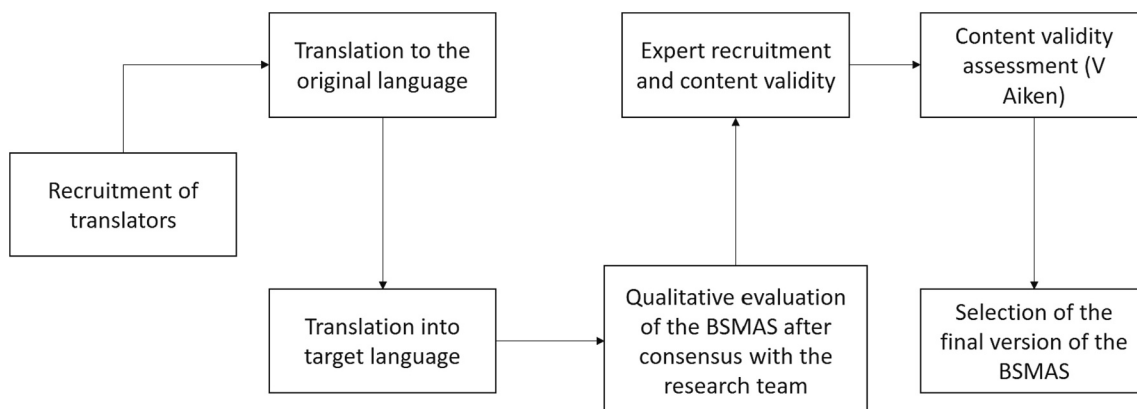 Recruitment of
translators
Translation to the
original language
Translation into
target language
Qualitative evaluation
of the BSMAS after
consensus with the
research team
Expert recruitment
and content validity
Content validity
assessment (V
Aiken)
Selection of the
final version of the
BSMAS